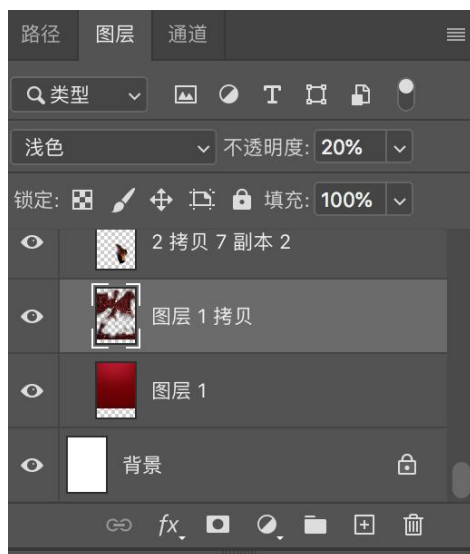 路径 图层 通道
类型
浅色 不透明度: 20%
锁定: 填充: 100%
2 拷贝 7 副本 2
图层 1 拷贝
图层 1
背景
fx